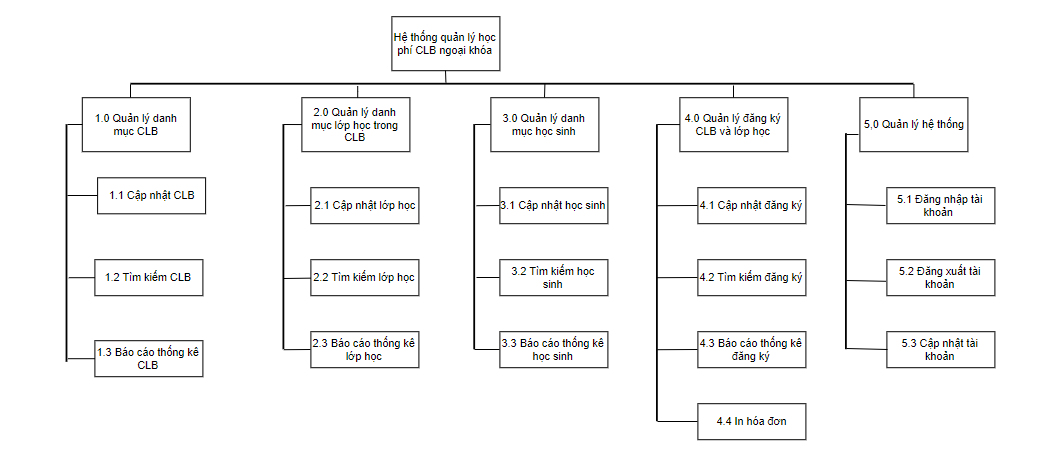 Hệ thống quản lý học
phí CLB ngoại khóa
1.0 Quản lý danh
mục CLB
2.0 Quản lý danh
mục lớp học trong
CLB
3.0 Quản lý danh
mục học sinh
4.0 Quản lý đăng ký
CLB và lớp học
5,0 Quản lý hệ thống
1.1 Cập nhật CLB
1.2 Tìm kiếm CLB
1.3 Báo cáo thống kê
CLB
2.1 Cập nhật lớp học
2.2 Tìm kiếm lớp học
2.3 Báo cáo thống kê
lớp học
3.1 Cập nhật học sinh
3.2 Tìm kiếm học
sinh
3.3 Báo cáo thống kê
học sinh
4.1 Cập nhật đăng ký
4.2 Tìm kiếm đăng ký
4.3 Báo cáo thống kê
đăng ký
4.4 In hóa đơn
5.1 Đăng nhập tài
khoản
5.2 Đăng xuất tài
khoản
5.3 Cập nhật tài
khoản